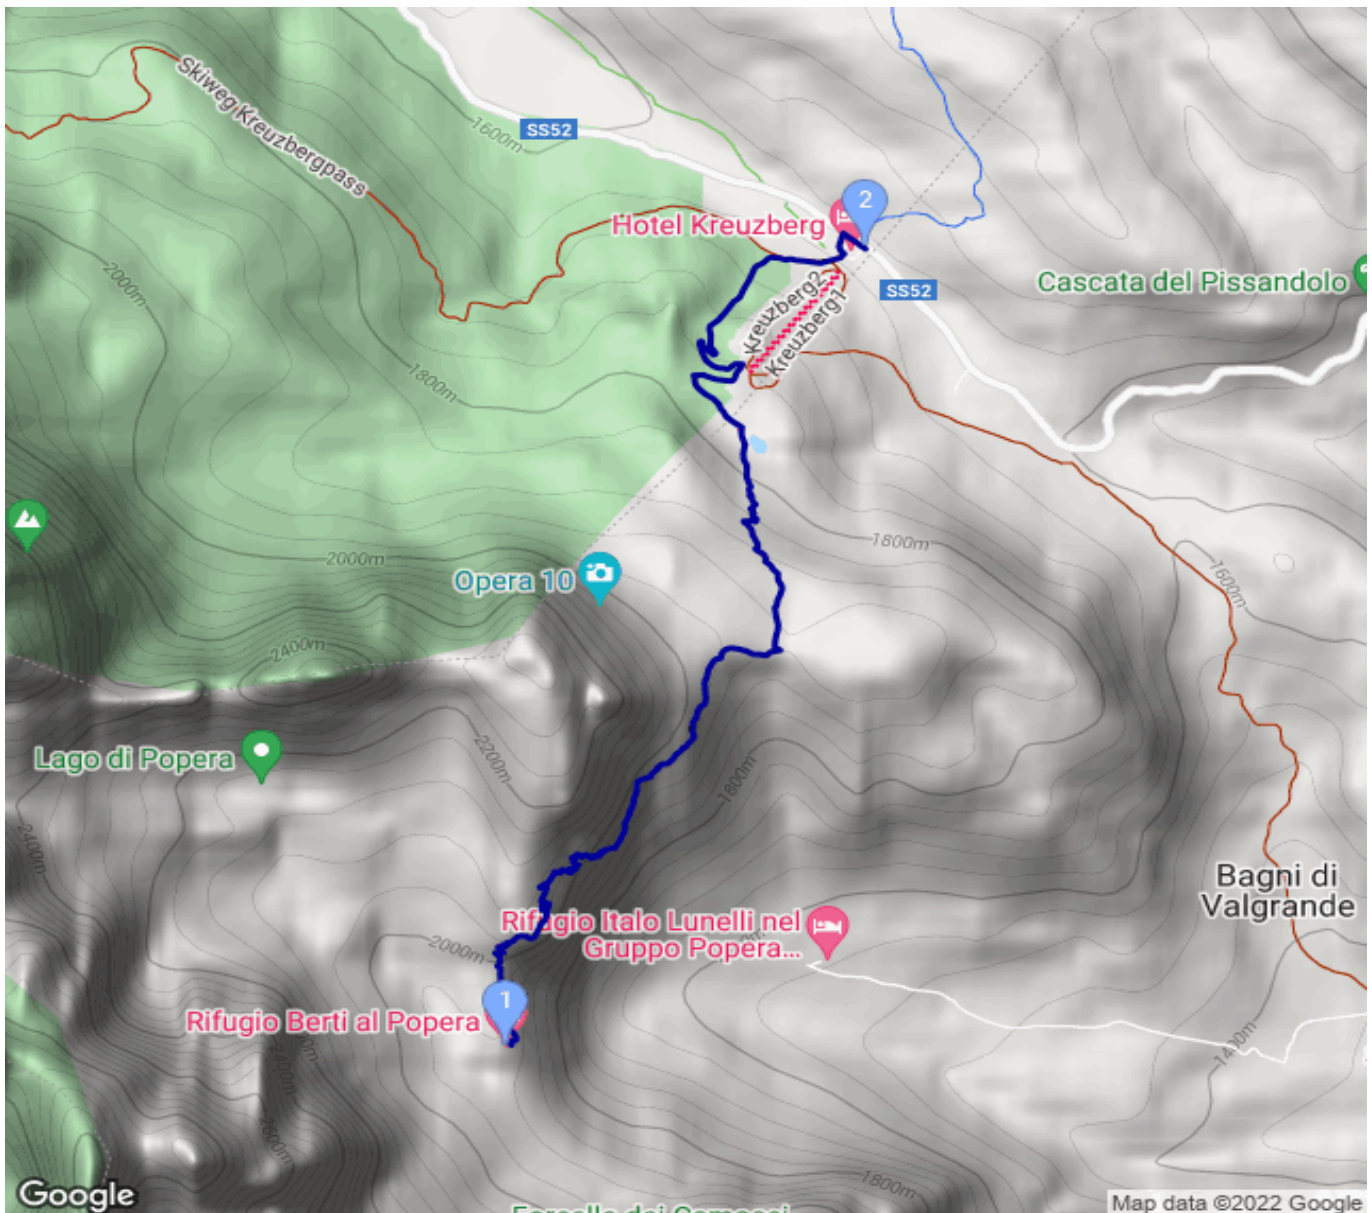 Skiweg Kreuzbergpass
1600m
SS52
2
Hotel Kreuzberg
2000m
Kreuzberg2
Kreuzberg1
SS52
Cascata del Pissandolo
1800m
2000m
1800m
Opera 10
1600m
2400m
Lago di Popera
2200m
1800m
2400m
Bagni di
Valgrande
Rifugio Italo Lunelli nel
Gruppo Popera...
2000m
1
Rifugio Berti al Popera
1400m
2400m
2600m
1800m
Google
Map data ©2022 Google